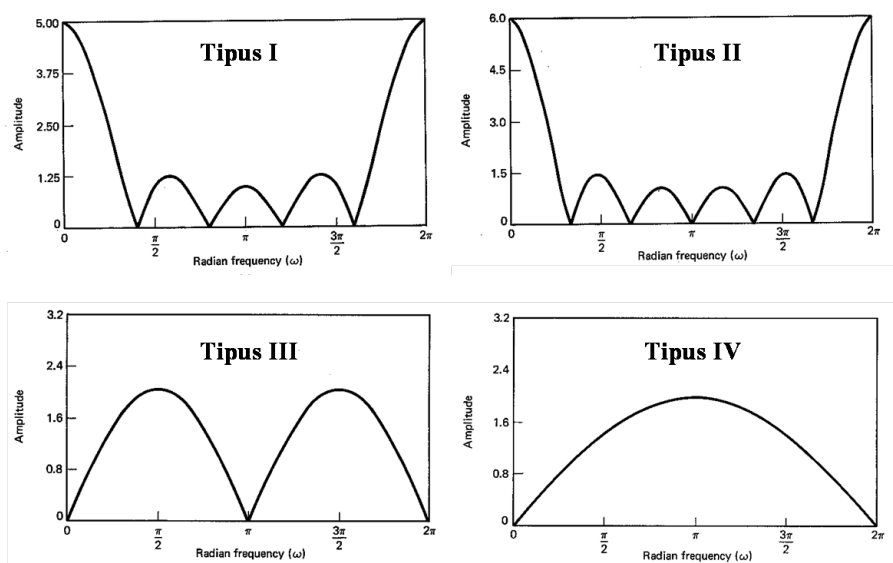 Tipus I
5.00
3.75
2.50
1.25
0
Amplitude
0
π/2
π
3π/2
2π
Radian frequency (ω)
Tipus II
6.0
4.5
3.0
1.5
0
Amplitude
0
π/2
π
3π/2
2π
Radian frequency (ω)
Tipus III
3.2
2.4
1.6
0.8
0
Amplitude
0
π/2
π
3π/2
2π
Radian frequency (ω)
Tipus IV
3.2
2.4
1.6
0.8
0
Amplitude
0
π/2
π
3π/2
2π
Radian frequency (ω)